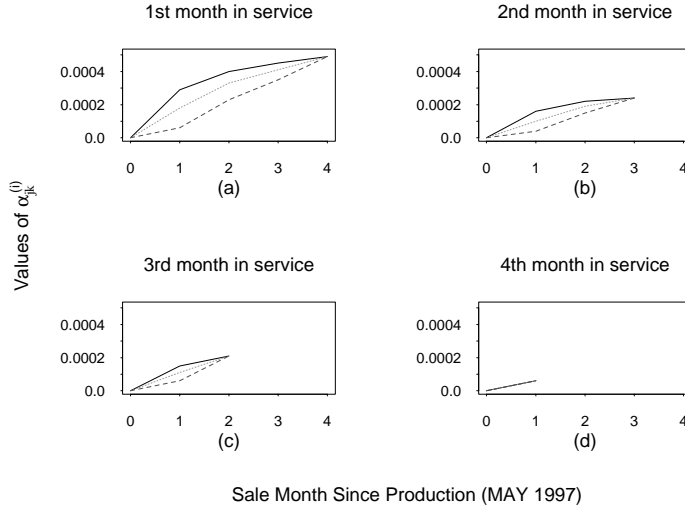 1st month in service
2nd month in service
0.0004
0.0002
0.0
0 1 2 3 4
(a)
0.0004
0.0002
0.0
0 1 2 3 4
(b)
Values of α_{jk}^{(i)}
3rd month in service
4th month in service
0.0004
0.0002
0.0
0 1 2 3 4
(c)
0.0004
0.0002
0.0
0 1 2 3 4
(d)
Sale Month Since Production (MAY 1997)